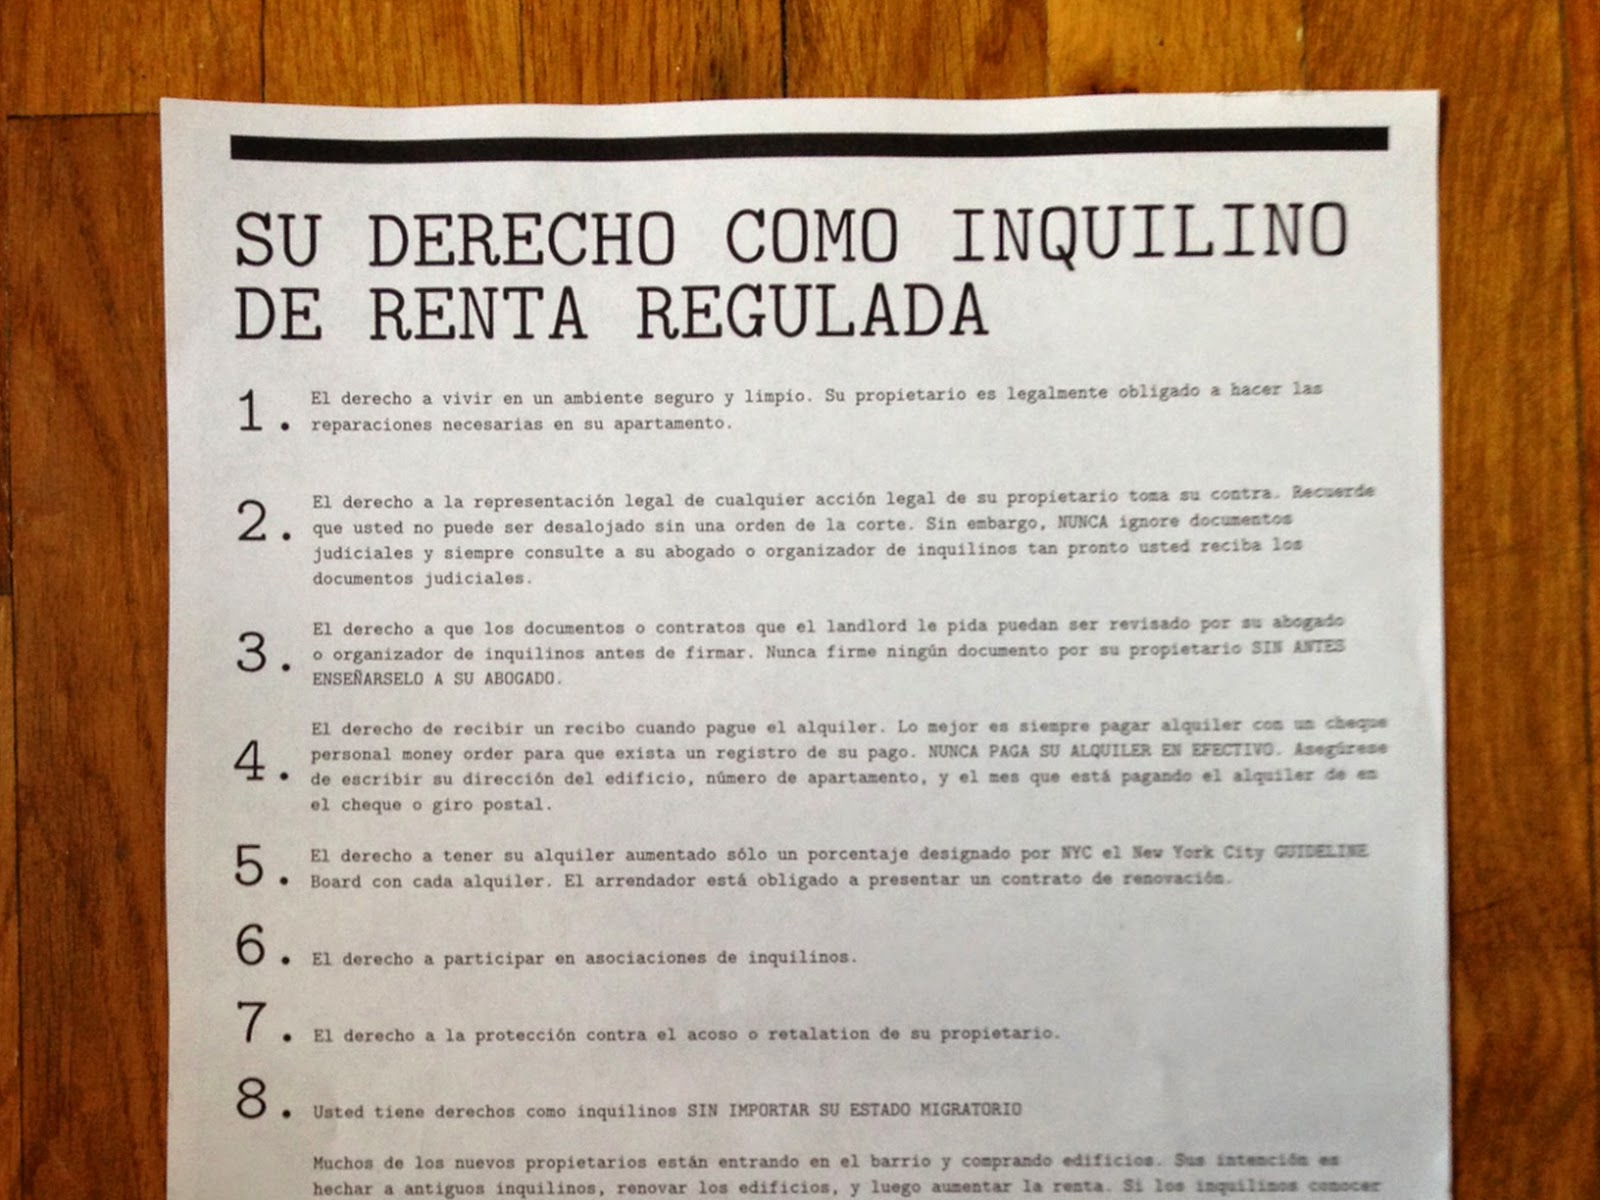 SU DERECHO COMO INQUILINO
DE RENTA REGULADA
1. El derecho a vivir en un ambiente seguro y limpio. Su propietario es legalmente obligado a hacer las
reparaciones necesarias en su apartamento.
2. El derecho a la representación legal de cualquier acción legal de su propietario toma su contra. Recuerde
que usted no puede ser desalojado sin una orden de la corte. Sin embargo, NUNCA ignore documentos
judiciales y siempre consulte a su abogado o organizador de inquilinos tan pronto usted reciba los
documentos judiciales.
3. El derecho a que los documentos o contratos que el landlord le pida puedan ser revisado por su abogado
o organizador de inquilinos antes de firmar. Nunca firme ningún documento por su propietario SIN ANTES
ENSEÑARSELO A SU ABOGADO.
4. El derecho de recibir un recibo cuando pague el alquiler. Lo mejor es siempre pagar alquiler con un cheque
personal money order para que exista un registro de su pago. NUNCA PAGA SU ALQUILER EN EFECTIVO. Asegúrese
de escribir su dirección del edificio, número de apartamento, y el mes que está pagando el alquiler de en
el cheque o giro postal.
5. El derecho a tener su alquiler aumentado sólo un porcentaje designado por NYC el New York City GUIDELINE
Board con cada alquiler. El arrendador está obligado a presentar un contrato de renovación.
6. El derecho a participar en asociaciones de inquilinos.
7. El derecho a la protección contra el acoso o retalation de su propietario.
8. Usted tiene derechos como inquilinos SIN IMPORTAR SU ESTADO MIGRATORIO
Muchos de los nuevos propietarios están entrando en el barrio y comprando edificios. Sus intención es
hechar a antiguos inquilinos, renovar los edificios, y luego aumentar la renta. Si los inquilinos conocer